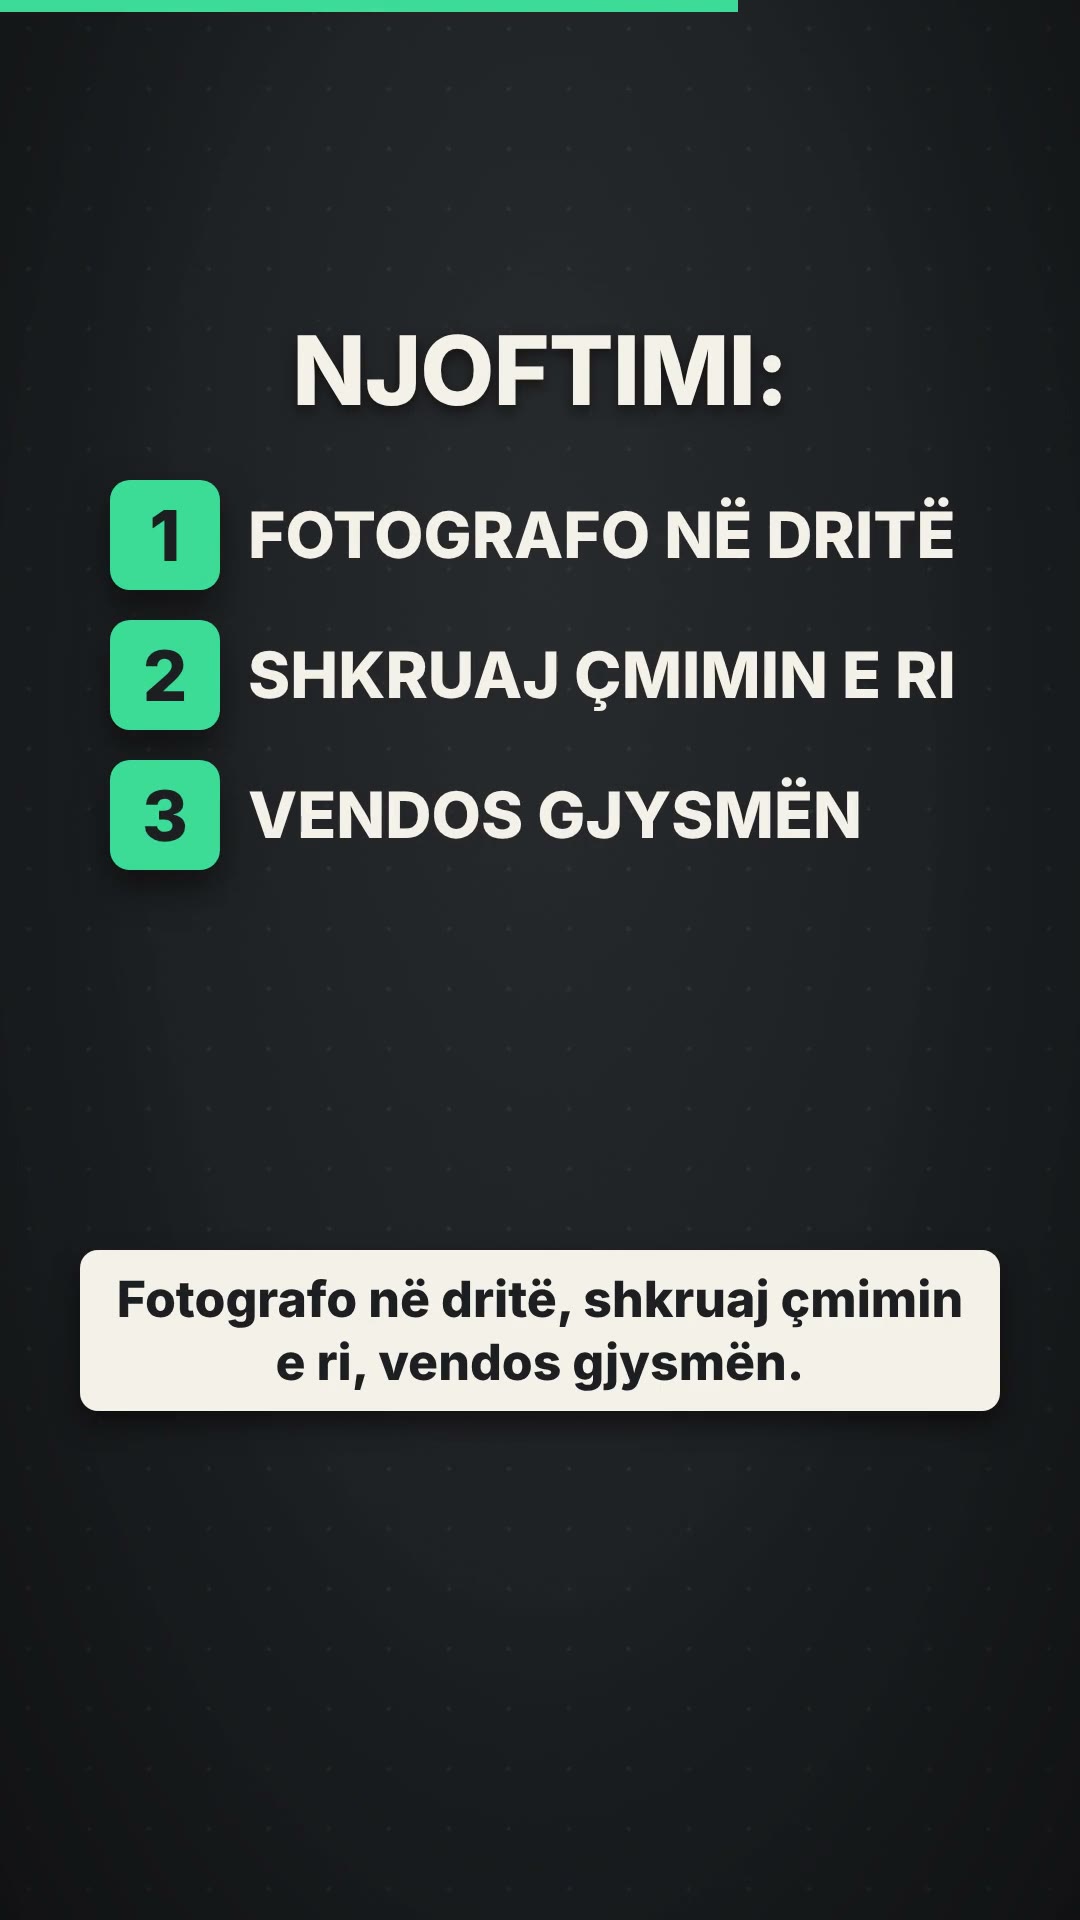 NJOFTIMI:
1 FOTOGRAFO NË DRITË
2 SHKRUAJ ÇMIMIN E RI
3 VENDOS GJYSMËN
Fotografo në dritë, shkruaj çmimin
e ri, vendos gjysmën.